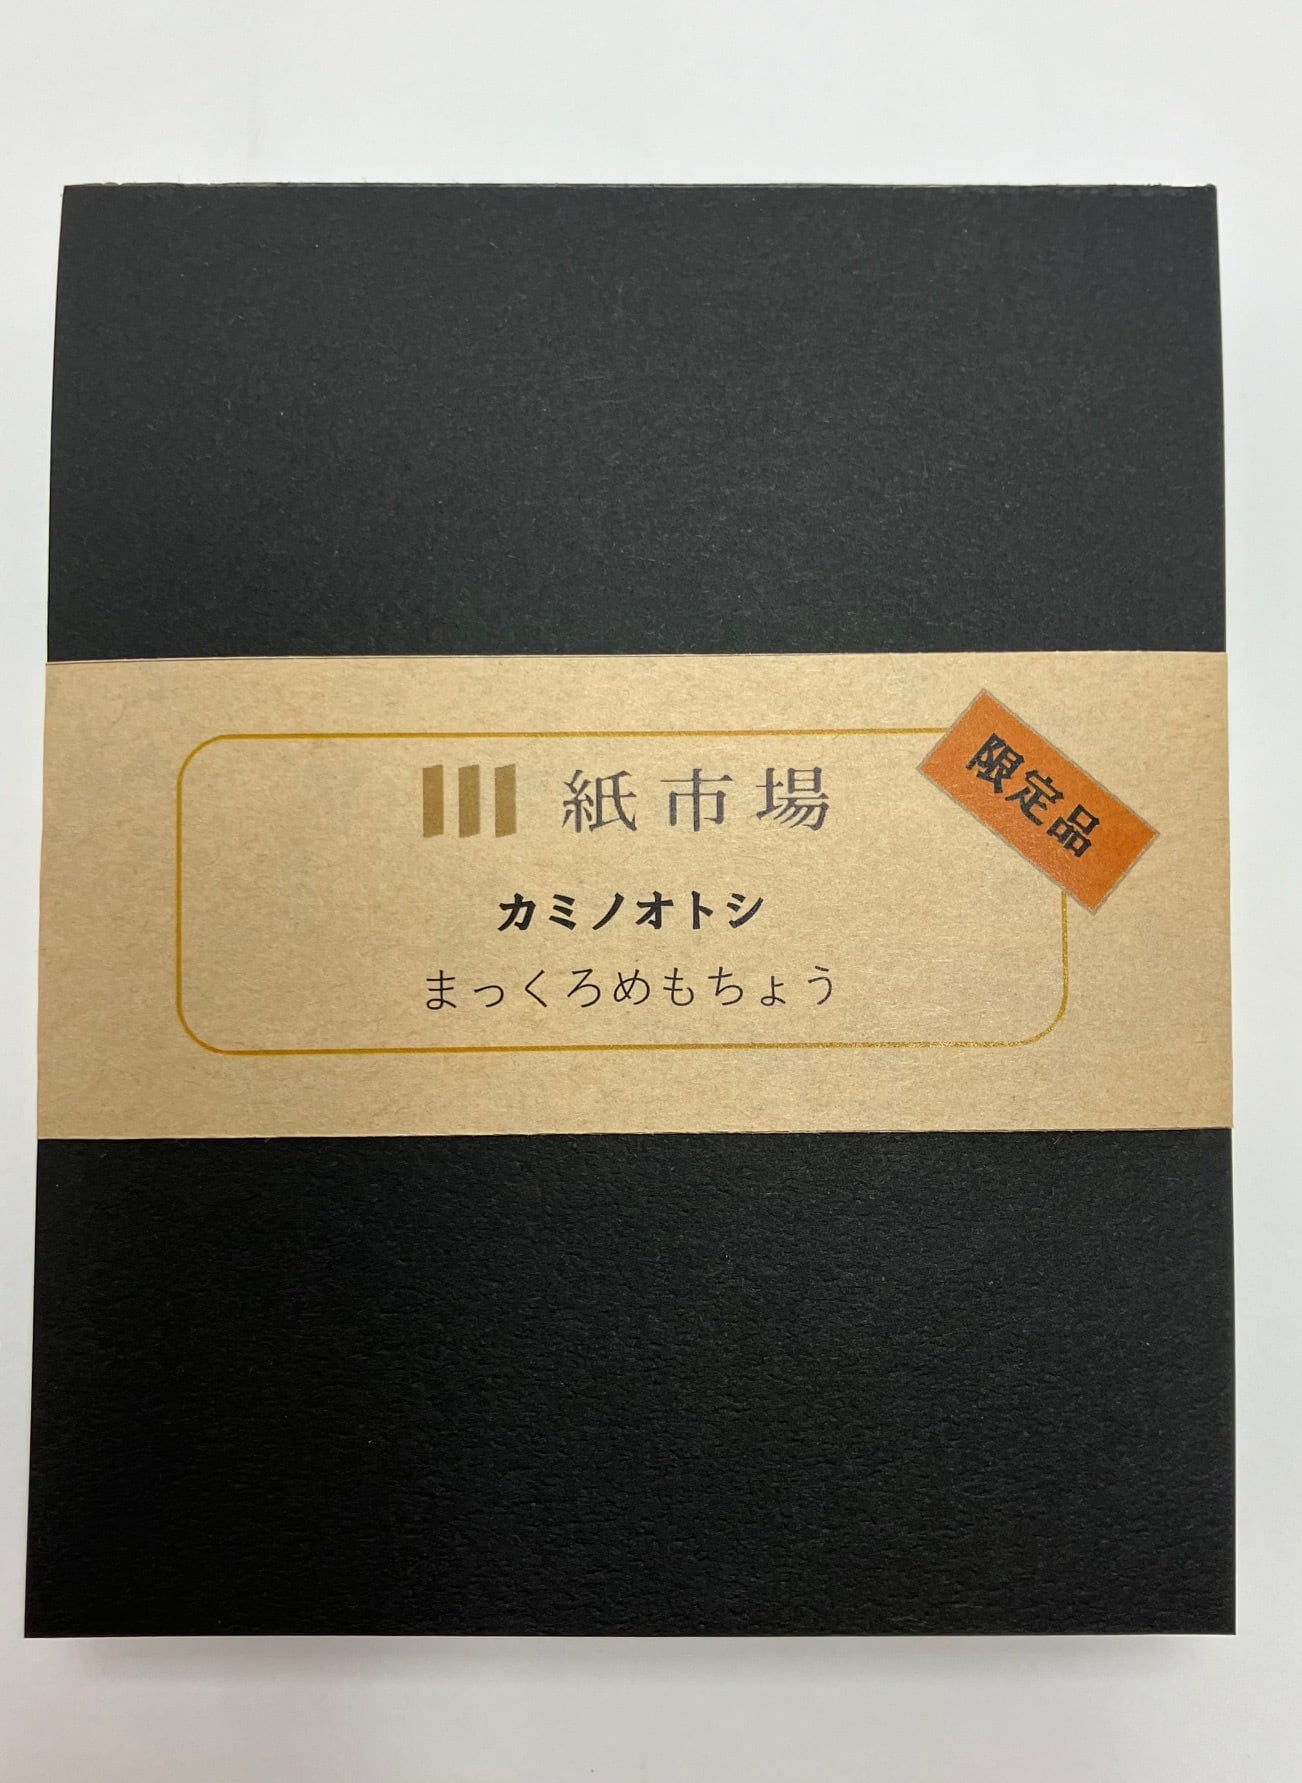 紙市場
限定品
カミノオトシ
まっくろめもちょう